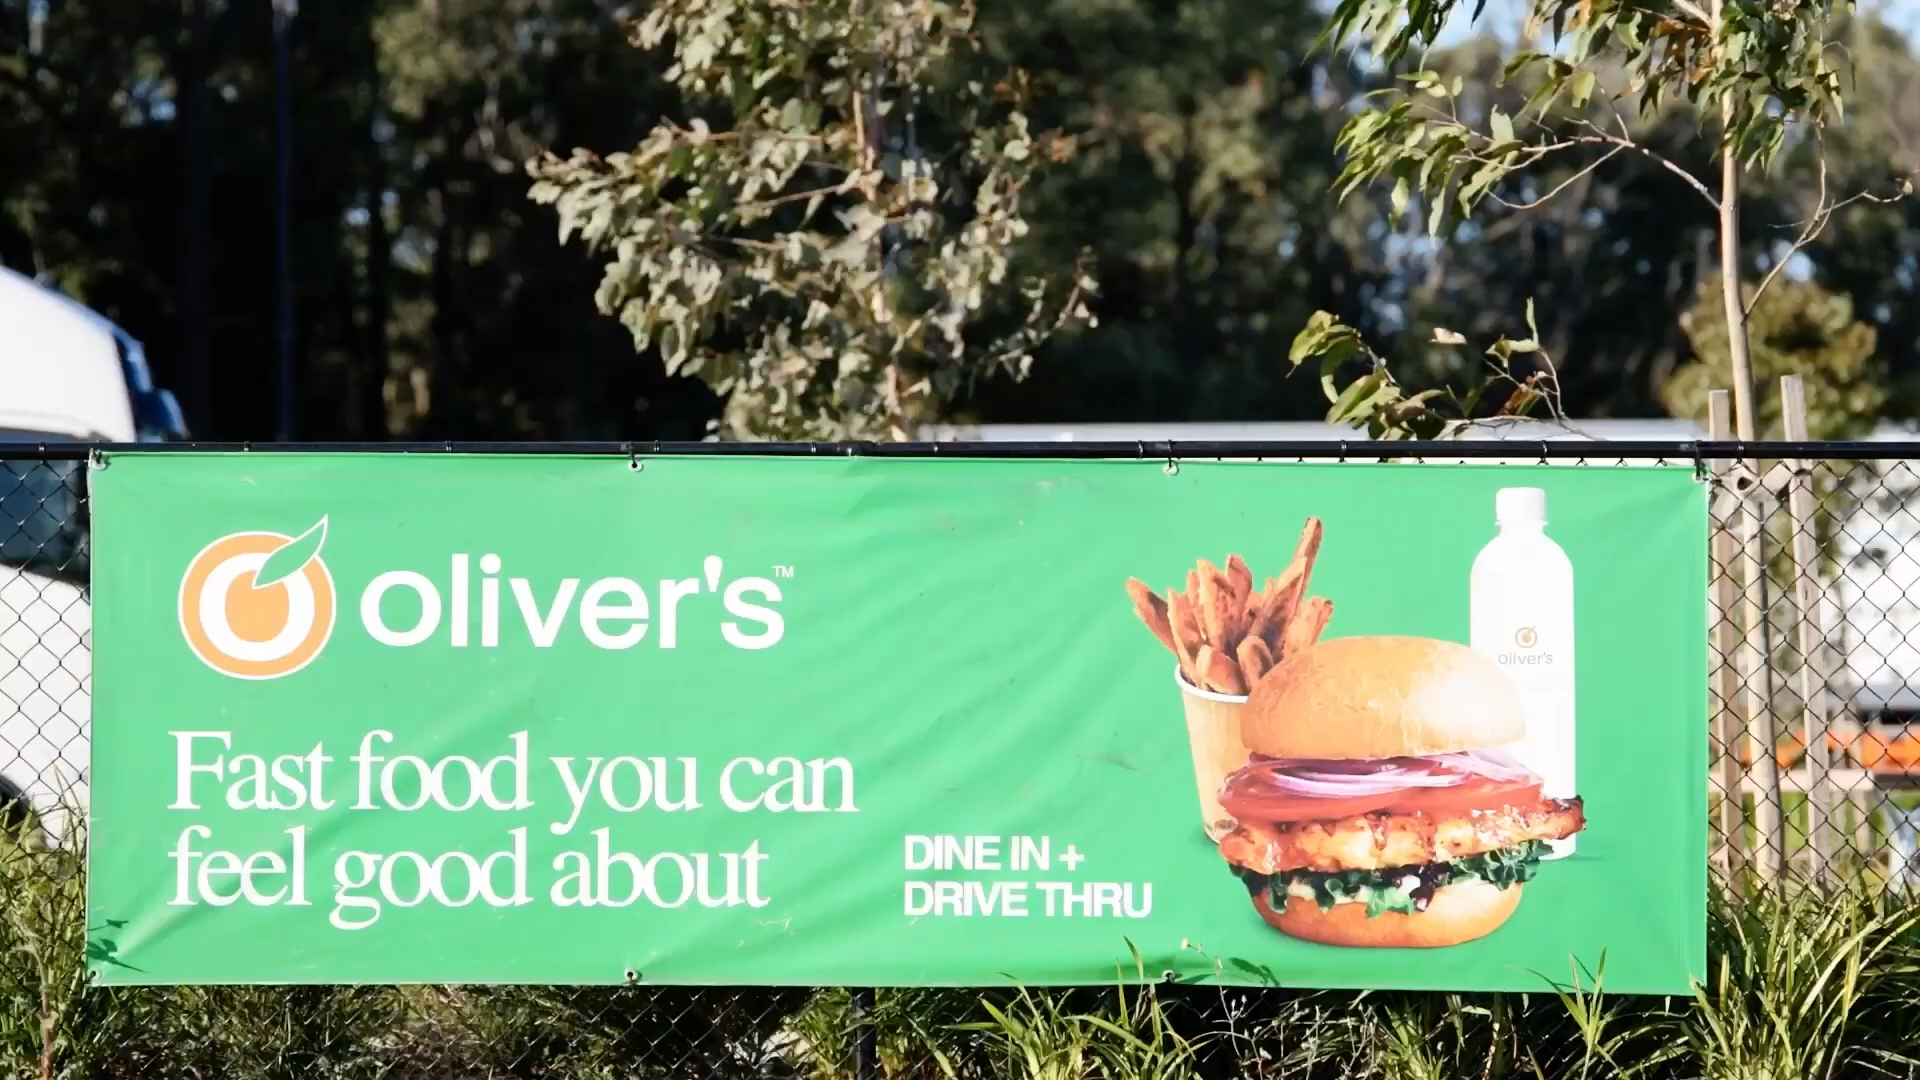 oliver's™
Fast food you can
feel good about
DINE IN +
DRIVE THRU
oliver's